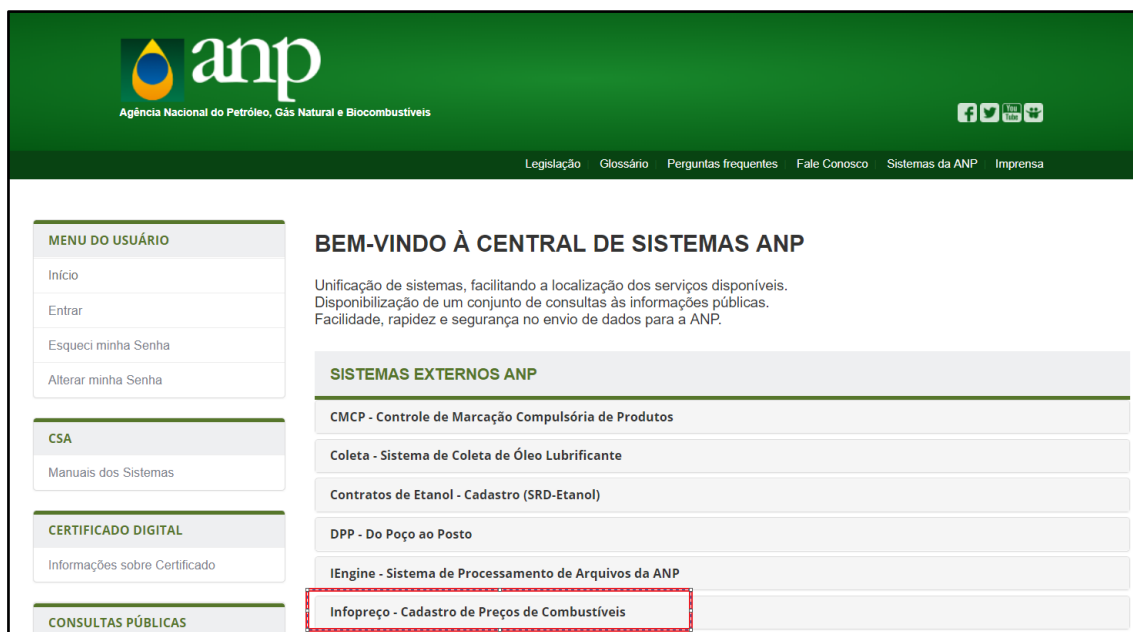 anp
Agência Nacional do Petróleo, Gás Natural e Biocombustíveis
You
Tube
Legislação Glossário Perguntas frequentes Fale Conosco Sistemas da ANP Imprensa
MENU DO USUÁRIO
Início
Entrar
Esqueci minha Senha
Alterar minha Senha
CSA
Manuais dos Sistemas
CERTIFICADO DIGITAL
Informações sobre Certificado
CONSULTAS PÚBLICAS
BEM-VINDO À CENTRAL DE SISTEMAS ANP
Unificação de sistemas, facilitando a localização dos serviços disponíveis.
Disponibilização de um conjunto de consultas às informações públicas.
Facilidade, rapidez e segurança no envio de dados para a ANP.
SISTEMAS EXTERNOS ANP
CMCP - Controle de Marcação Compulsória de Produtos
Coleta - Sistema de Coleta de Óleo Lubrificante
Contratos de Etanol - Cadastro (SRD-Etanol)
DPP - Do Poço ao Posto
IEngine - Sistema de Processamento de Arquivos da ANP
Infopreço - Cadastro de Preços de Combustíveis